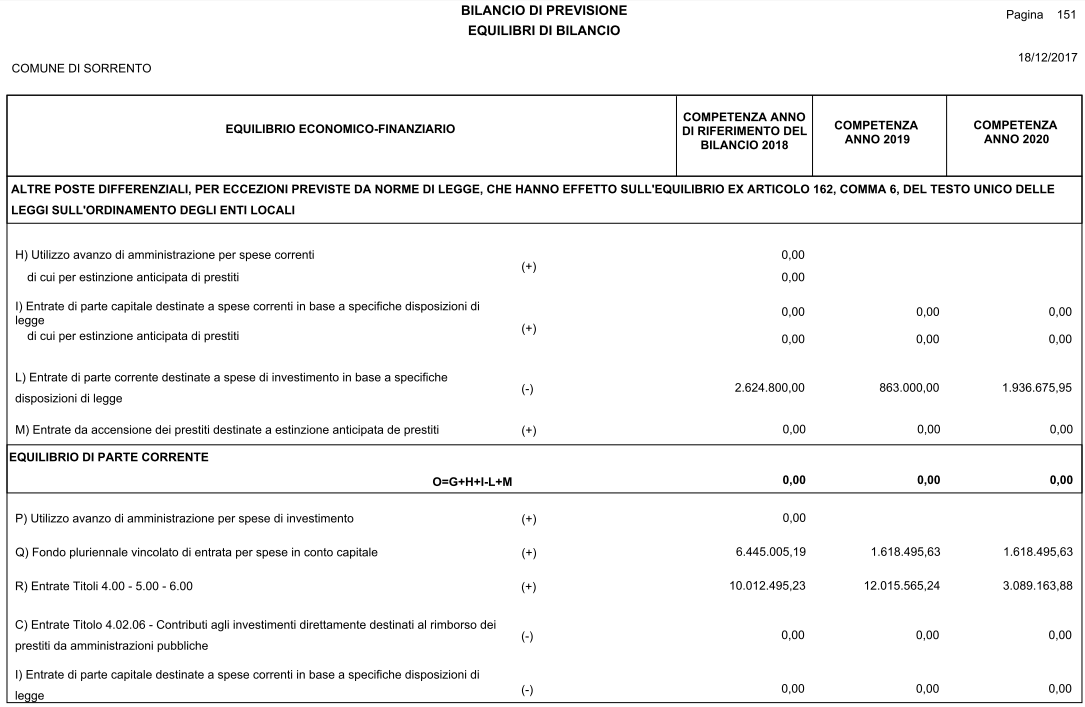 BILANCIO DI PREVISIONE
Pagina 151
EQUILIBRI DI BILANCIO
18/12/2017
COMUNE DI SORRENTO
EQUILIBRIO ECONOMICO-FINANZIARIO
COMPETENZA ANNO
DI RIFERIMENTO DEL
BILANCIO 2018
COMPETENZA
ANNO 2019
COMPETENZA
ANNO 2020
ALTRE POSTE DIFFERENZIALI, PER ECCEZIONI PREVISTE DA NORME DI LEGGE, CHE HANNO EFFETTO SULL'EQUILIBRIO EX ARTICOLO 162, COMMA 6, DEL TESTO UNICO DELLE
LEGGI SULL'ORDINAMENTO DEGLI ENTI LOCALI
H) Utilizzo avanzo di amministrazione per spese correnti 0,00
(+)
di cui per estinzione anticipata di prestiti 0,00
I) Entrate di parte capitale destinate a spese correnti in base a specifiche disposizioni di
legge
0,00 0,00 0,00
(+)
di cui per estinzione anticipata di prestiti 0,00 0,00 0,00
L) Entrate di parte corrente destinate a spese di investimento in base a specifiche
(-) 2.624.800,00 863.000,00 1.936.675,95
disposizioni di legge
M) Entrate da accensione dei prestiti destinate a estinzione anticipata de prestiti (+) 0,00 0,00 0,00
EQUILIBRIO DI PARTE CORRENTE
O=G+H+I-L+M 0,00 0,00 0,00
P) Utilizzo avanzo di amministrazione per spese di investimento (+) 0,00
Q) Fondo pluriennale vincolato di entrata per spese in conto capitale (+) 6.445.005,19 1.618.495,63 1.618.495,63
R) Entrate Titoli 4.00 - 5.00 - 6.00 (+) 10.012.495,23 12.015.565,24 3.089.163,88
C) Entrate Titolo 4.02.06 - Contributi agli investimenti direttamente destinati al rimborso dei
(-) 0,00 0,00 0,00
prestiti da amministrazioni pubbliche
I) Entrate di parte capitale destinate a spese correnti in base a specifiche disposizioni di
(-) 0,00 0,00 0,00
legge